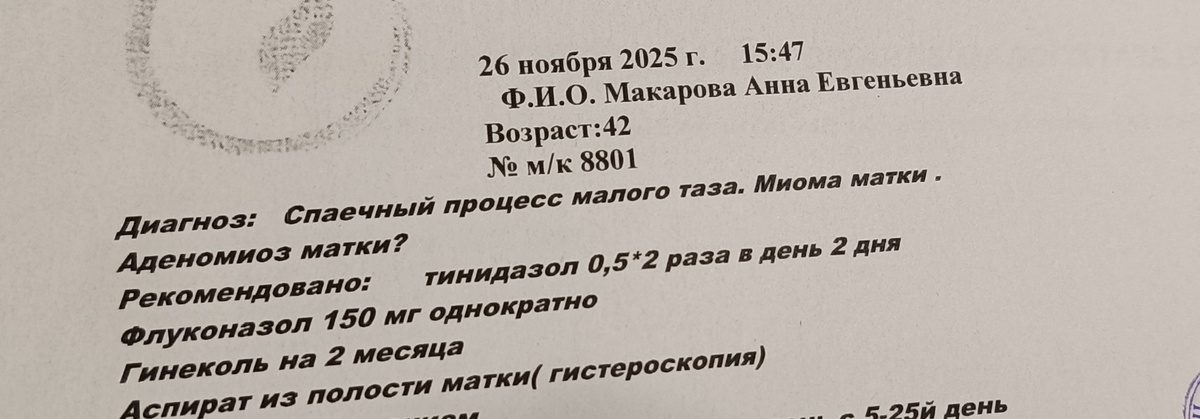 26 ноября 2025 г. 15:47
Ф.И.О. Макарова Анна Евгеньевна
Возраст:42
№ м/к 8801
Диагноз: Спаечный процесс малого таза. Миома матки .
Аденомиоз матки?
Рекомендовано: тинидазол 0,5*2 раза в день 2 дня
Флуконазол 150 мг однократно
Гинеколь на 2 месяца
Аспират из полости матки( гистероскопия)
с 5-25й день